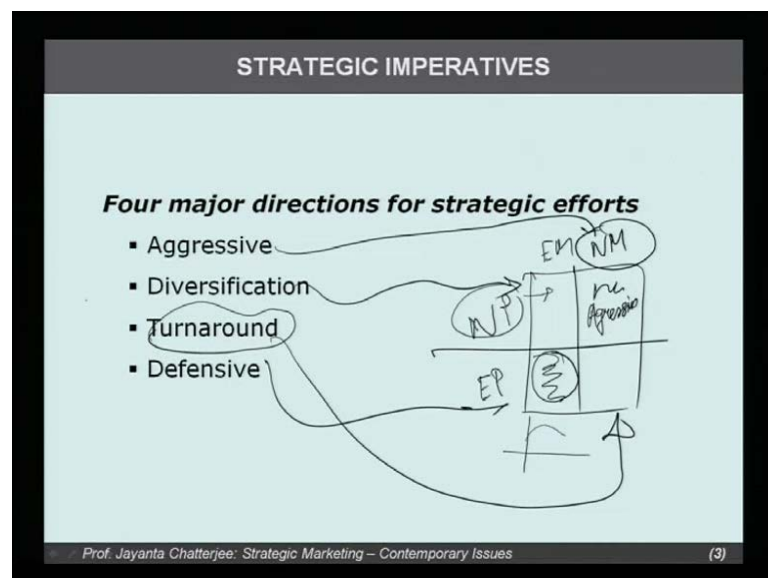 STRATEGIC IMPERATIVES
Four major directions for strategic efforts
▪ Aggressive
▪ Diversification
▪ Turnaround
▪ Defensive
EM NM
NP
EP
Prof. Jayanta Chatterjee: Strategic Marketing – Contemporary Issues (3)